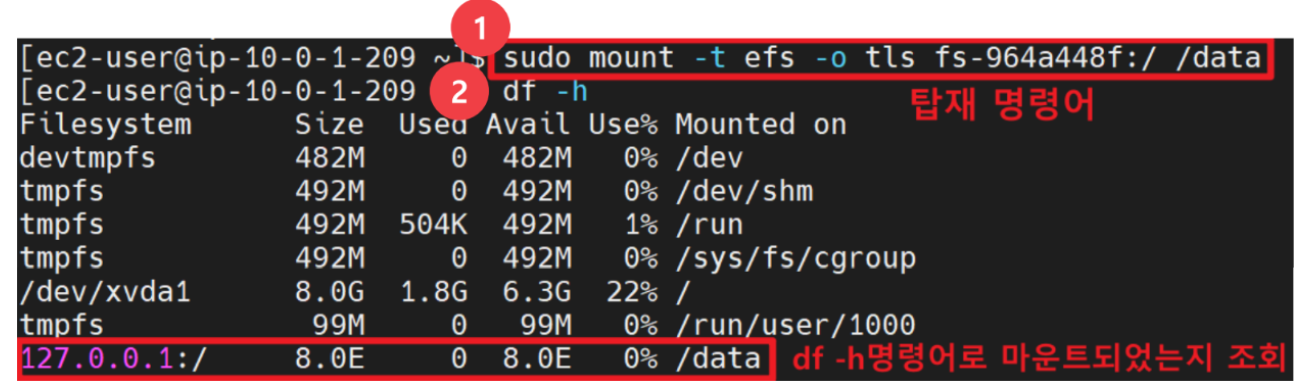 1
[ec2-user@ip-10-0-1-209 ~]$ sudo mount -t efs -o tls fs-964a448f:/ /data
[ec2-user@ip-10-0-1-209 2 df -h
탑재 명령어
Filesystem Size Used Avail Use% Mounted on
devtmpfs 482M 0 482M 0% /dev
tmpfs 492M 0 492M 0% /dev/shm
tmpfs 492M 504K 492M 1% /run
tmpfs 492M 0 492M 0% /sys/fs/cgroup
/dev/xvda1 8.0G 1.8G 6.3G 22% /
tmpfs 99M 0 99M 0% /run/user/1000
127.0.0.1:/ 8.0E 0 8.0E 0% /data df -h명령어로 마운트되었는지 조회